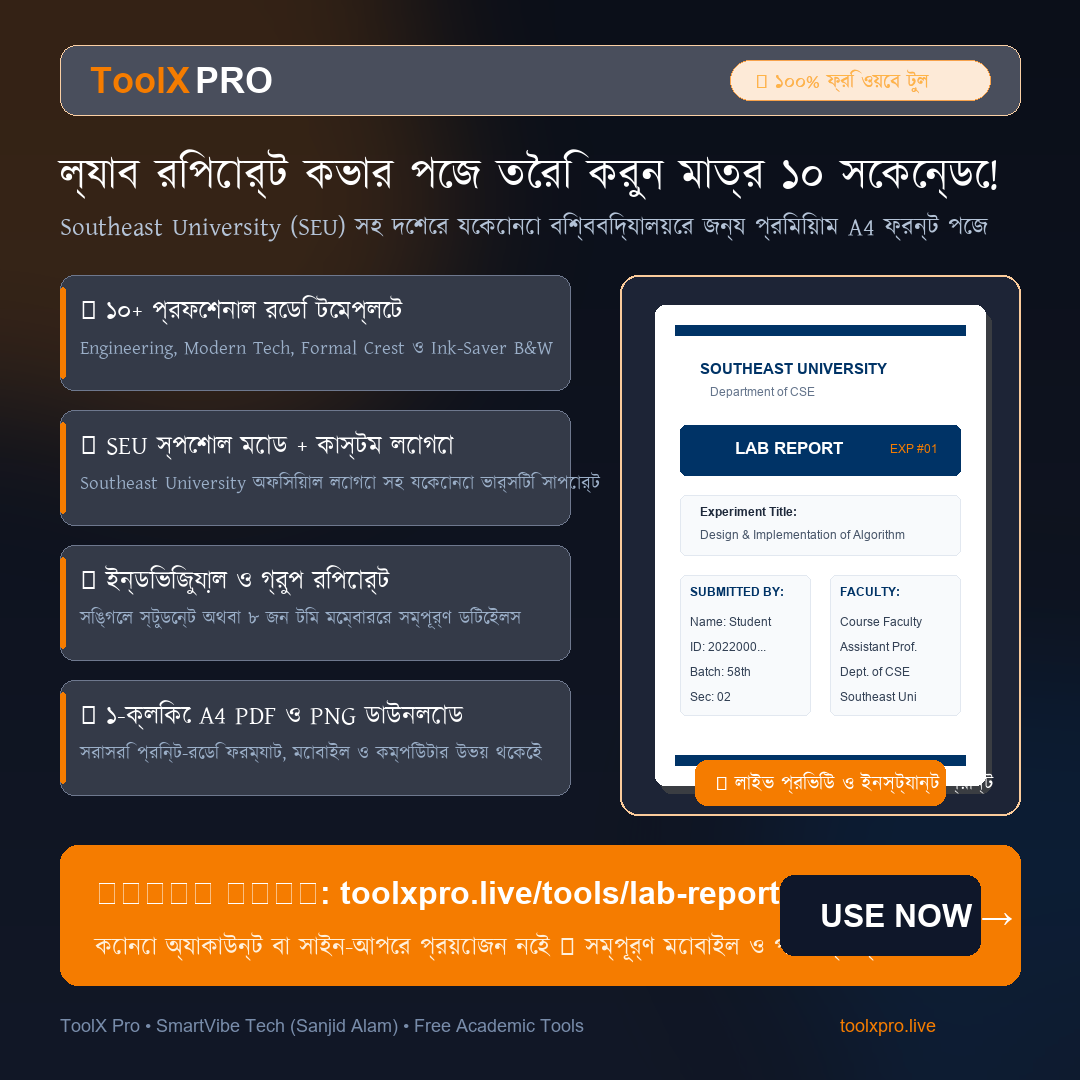 ToolX PRO
১০০% ফ্রি ওয়েব টুল
ল্যাব রিপোর্ট কভার পেজ তৈরি করুন মাত্র ১০ সেকেন্ডে!
Southeast University (SEU) সহ দেশের যেকোনো বিশ্ববিদ্যালয়ের জন্য প্রিমিয়াম A4 ফ্রন্ট পেজ
১০+ প্রফেশনাল রেডি টেমপ্লেট
Engineering, Modern Tech, Formal Crest ও Ink-Saver B&W
SEU স্পেশাল মোড + কাস্টম লোগো
Southeast University অফিসিয়াল লোগো সহ যেকোনো ভার্সিটি সাপোর্ট
ইন্ডিভিজুয়াল ও গ্রুপ রিপোর্ট
সিঙ্গেল স্টুডেন্ট অথবা ৮ জন টিম মেম্বারের সম্পূর্ণ ডিটেইলস
১-ক্লিকে A4 PDF ও PNG ডাউনলোড
সরাসরি প্রিন্ট-রেডি ফরম্যাট, মোবাইল ও কম্পিউটার উভয় থেকেই
SOUTHEAST UNIVERSITY
Department of CSE
LAB REPORT EXP #01
Experiment Title:
Design & Implementation of Algorithm
SUBMITTED BY:
Name: Student
ID: 2022000...
Batch: 58th
Sec: 02
FACULTY:
Course Faculty
Assistant Prof.
Dept. of CSE
Southeast Uni
লাইভ প্রিভিউ ও ইনস্ট্যান্ট
: toolxpro.live/tools/lab-report
কোনো অ্যাকাউন্ট বা সাইন-আপের প্রয়োজন নেই সম্পূর্ণ মোবাইল ও
USE NOW →
ToolX Pro • SmartVibe Tech (Sanjid Alam) • Free Academic Tools
toolxpro.live